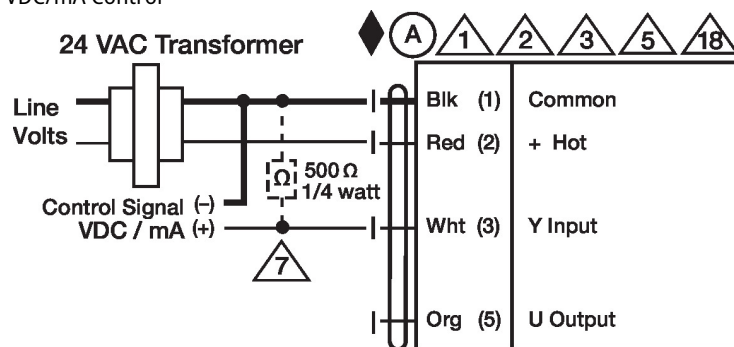 VDC/mA Control
24 VAC Transformer
A 1 2 3 5 18
Line
Volts
Blk (1) Common
Red (2) + Hot
Ω 500 Ω
1/4 watt
Control Signal (–)
VDC / mA (+)
Wht (3) Y Input
7
Org (5) U Output